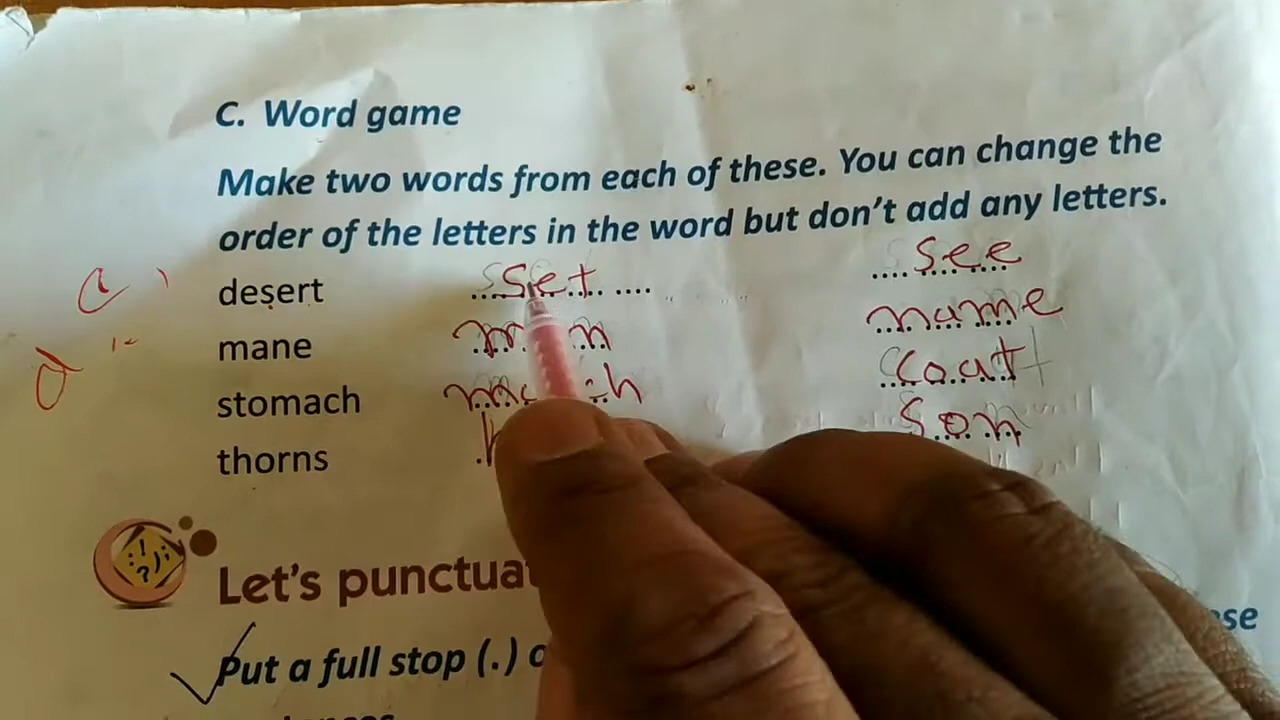 C. Word game
Make two words from each of these. You can change the
order of the letters in the word but don't add any letters.
desert set see
mane name
stomach coat
thorns son
Let's punctua
Put a full stop (.) o
se